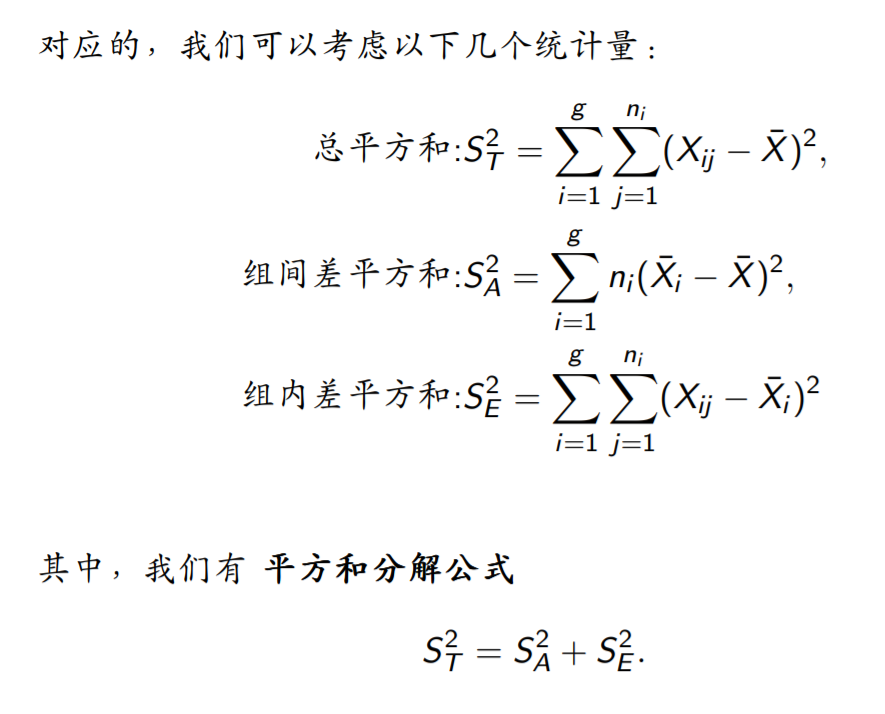 对应的，我们可以考虑以下几个统计量：
总平方和:$S_T^2 = \sum_{i=1}^{g} \sum_{j=1}^{n_i} (X_{ij} - \bar{X})^2,$
组间差平方和:$S_A^2 = \sum_{i=1}^{g} n_i (\bar{X}_i - \bar{X})^2,$
组内差平方和:$S_E^2 = \sum_{i=1}^{g} \sum_{j=1}^{n_i} (X_{ij} - \bar{X}_i)^2$
其中，我们有 平方和分解公式
$S_T^2 = S_A^2 + S_E^2.$